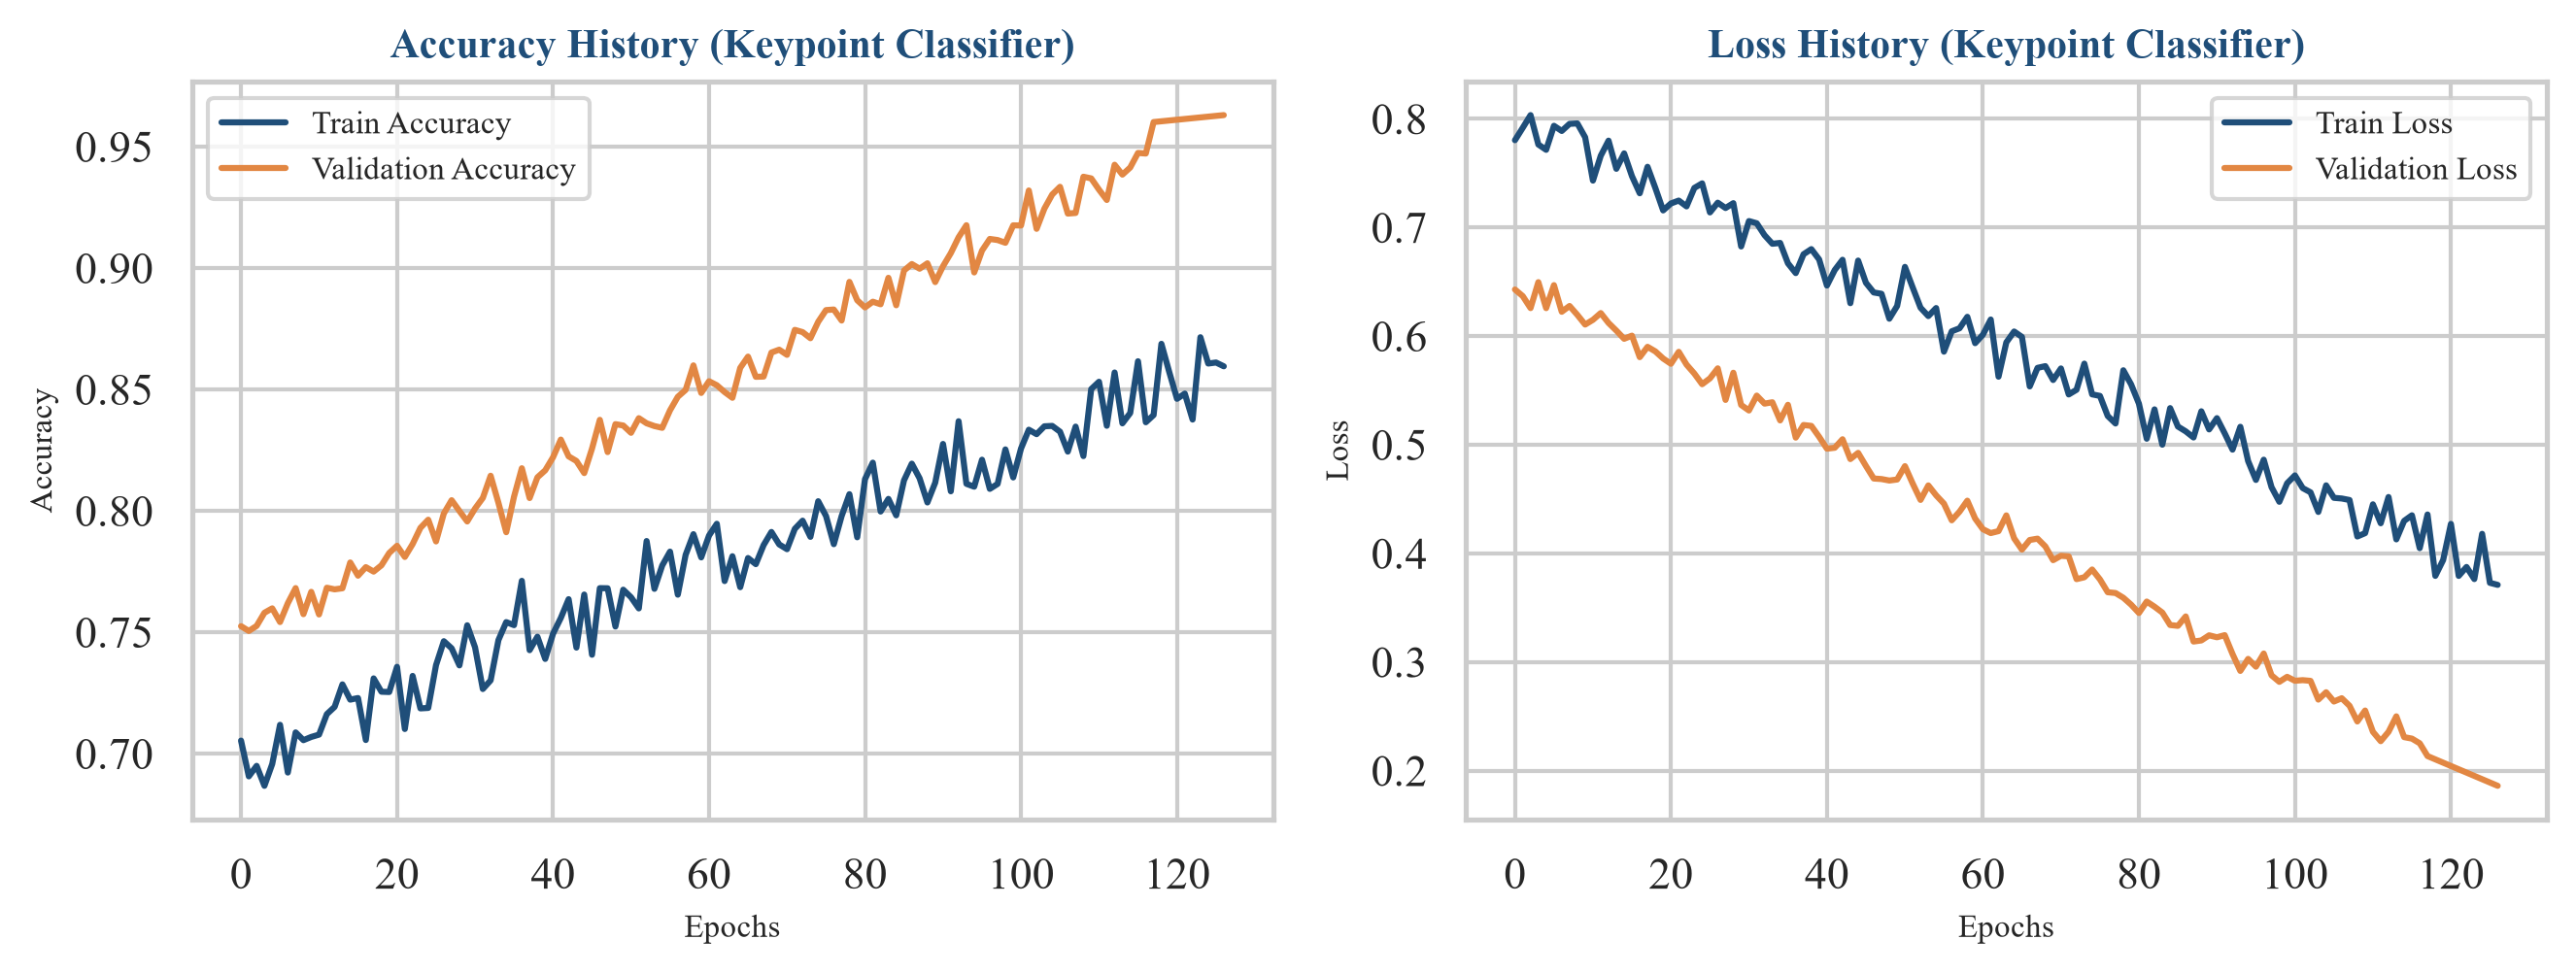 Accuracy History (Keypoint Classifier)
Train Accuracy
Validation Accuracy
0.95
0.90
0.85
0.80
0.75
0.70
Accuracy
0 20 40 60 80 100 120
Epochs
Loss History (Keypoint Classifier)
Train Loss
Validation Loss
0.8
0.7
0.6
0.5
0.4
0.3
0.2
Loss
0 20 40 60 80 100 120
Epochs